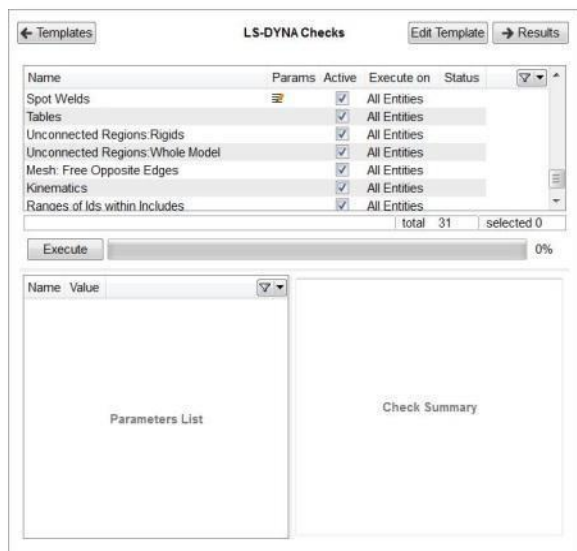 Templates LS-DYNA Checks Edit Template Results
Name Params Active Execute on Status
Spot Welds All Entities
Tables All Entities
Unconnected Regions:Rigids All Entities
Unconnected Regions:Whole Model All Entities
Mesh: Free Opposite Edges All Entities
Kinematics All Entities
Ranges of Ids within Includes All Entities
total 31 selected 0
Execute 0%
Name Value
Parameters List
Check Summary